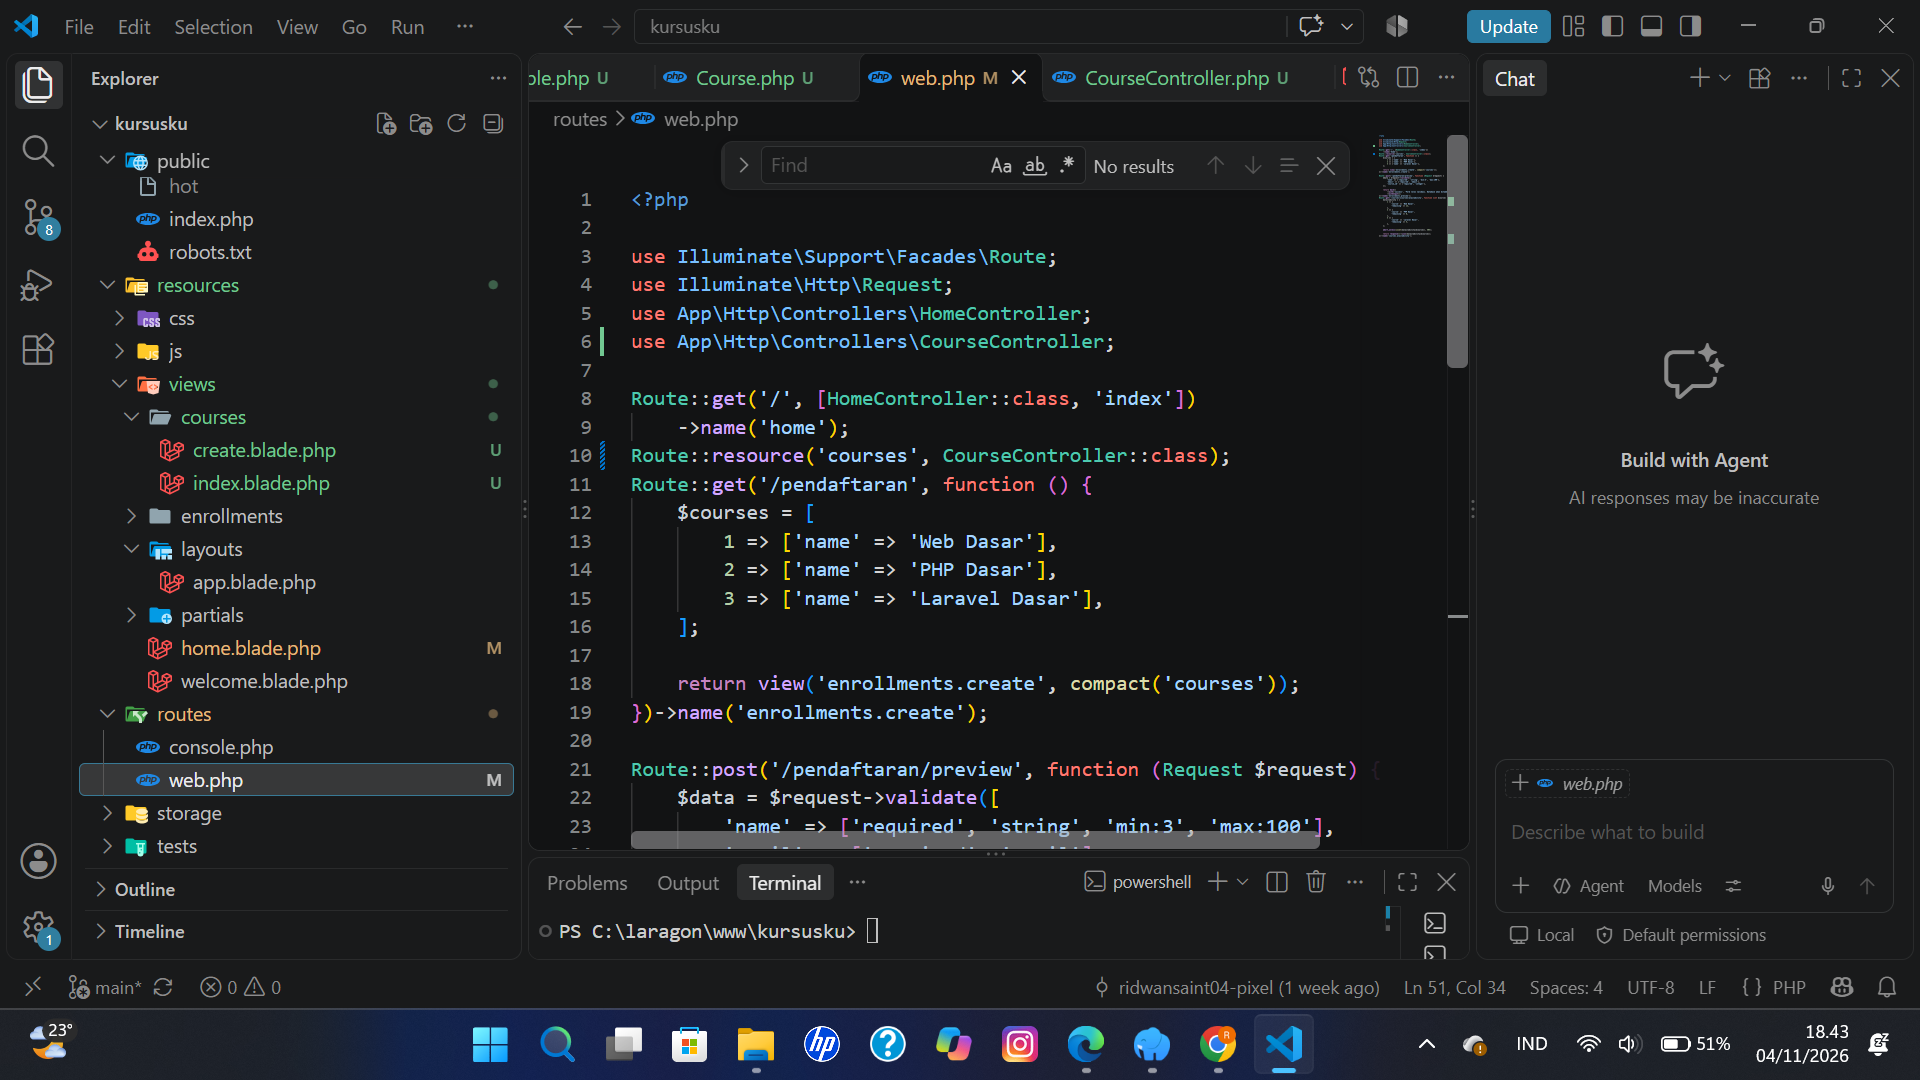 File Edit Selection View Go Run ···
kursusku
Update
Explorer
kursusku
public
hot
index.php
robots.txt
resources
css
js
views
courses
create.blade.php U
index.blade.php U
enrollments
layouts
app.blade.php
partials
home.blade.php M
welcome.blade.php
routes
console.php
web.php M
storage
tests
Outline
Timeline
8
1
ple.php U
Course.php U
web.php M
CourseController.php U
routes > web.php
Find
Aa ab .*
No results
1 <?php
2
3 use Illuminate\Support\Facades\Route;
4 use Illuminate\Http\Request;
5 use App\Http\Controllers\HomeController;
6 use App\Http\Controllers\CourseController;
7
8 Route::get('/', [HomeController::class, 'index'])
9 ->name('home');
10 Route::resource('courses', CourseController::class);
11 Route::get('/pendaftaran', function () {
12 $courses = [
13 1 => ['name' => 'Web Dasar'],
14 2 => ['name' => 'PHP Dasar'],
15 3 => ['name' => 'Laravel Dasar'],
16 ];
17
18 return view('enrollments.create', compact('courses'));
19 })->name('enrollments.create');
20
21 Route::post('/pendaftaran/preview', function (Request $request) {
22 $data = $request->validate([
23 'name' => ['required', 'string', 'min:3', 'max:100'],
Problems Output Terminal ···
powershell
PS C:\laragon\www\kursusku>
Chat
Build with Agent
AI responses may be inaccurate
web.php
Describe what to build
Agent Models
Local Default permissions
main* 0 0
ridwansaint04-pixel (1 week ago) Ln 51, Col 34 Spaces: 4 UTF-8 LF { } PHP
23°
IND
51%
18.43
04/11/2026